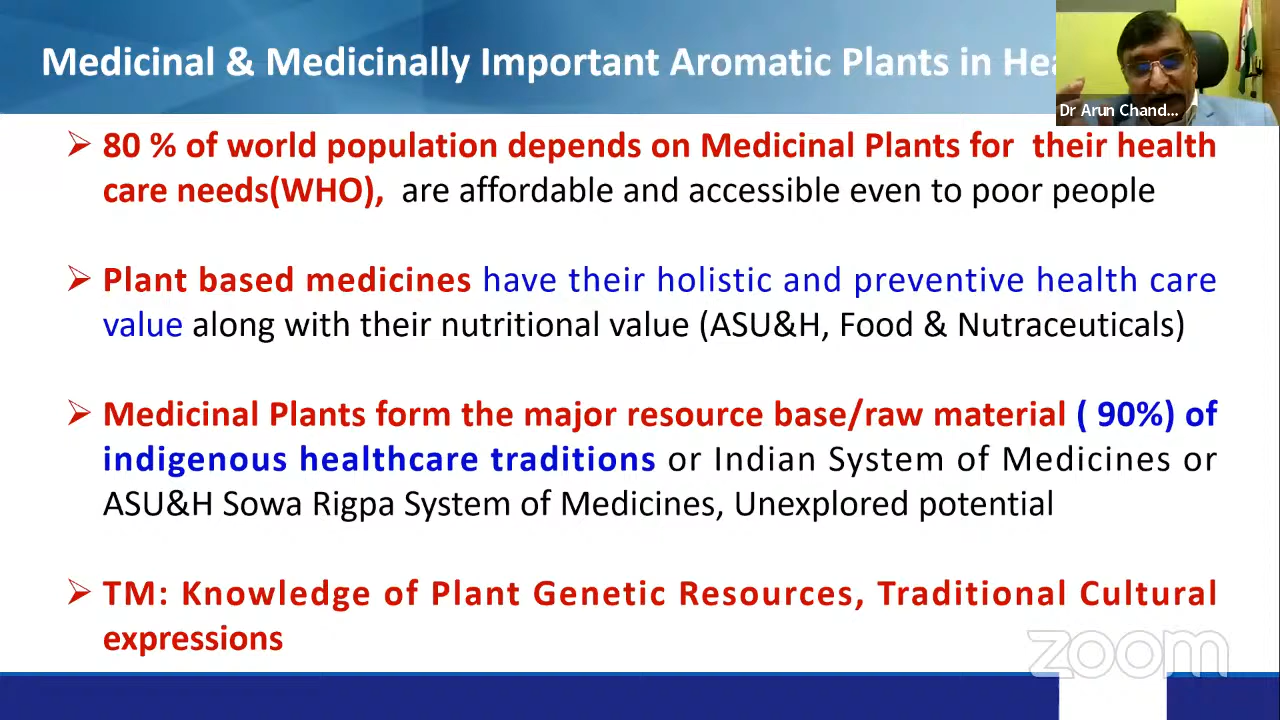 Medicinal & Medicinally Important Aromatic Plants in
Dr Arun Chand...
➢ 80 % of world population depends on Medicinal Plants for their health
care needs(WHO), are affordable and accessible even to poor people
➢ Plant based medicines have their holistic and preventive health care
value along with their nutritional value (ASU&H, Food & Nutraceuticals)
➢ Medicinal Plants form the major resource base/raw material ( 90%) of
indigenous healthcare traditions or Indian System of Medicines or
ASU&H Sowa Rigpa System of Medicines, Unexplored potential
➢ TM: Knowledge of Plant Genetic Resources, Traditional Cultural
expressions
zoom